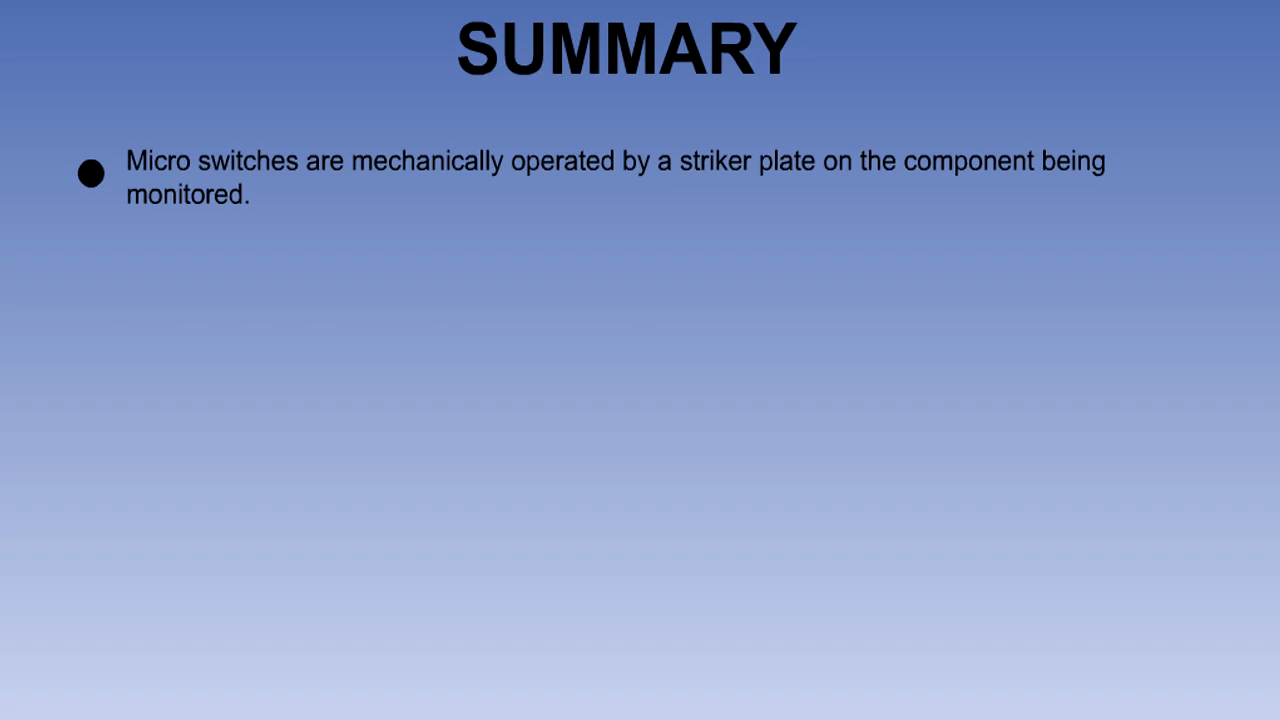 SUMMARY
Micro switches are mechanically operated by a striker plate on the component being
monitored.